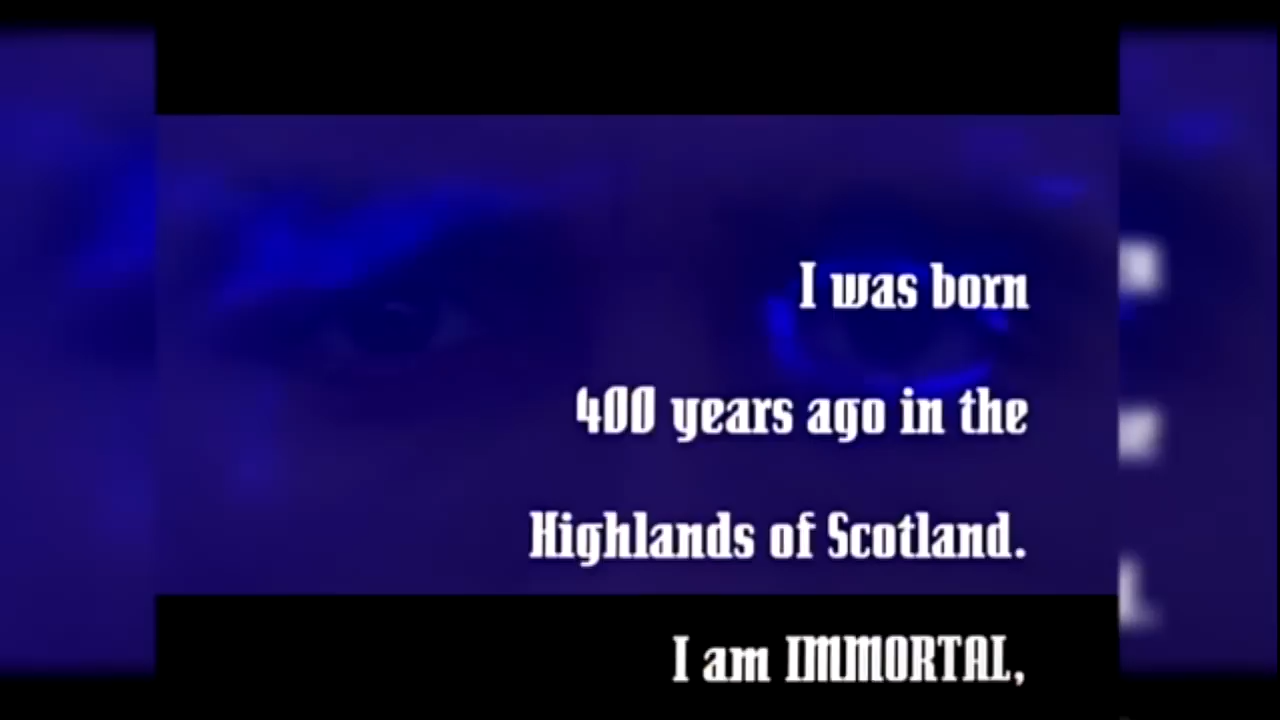 I was born
400 years ago in the
Highlands of Scotland.
I am IMMORTAL,